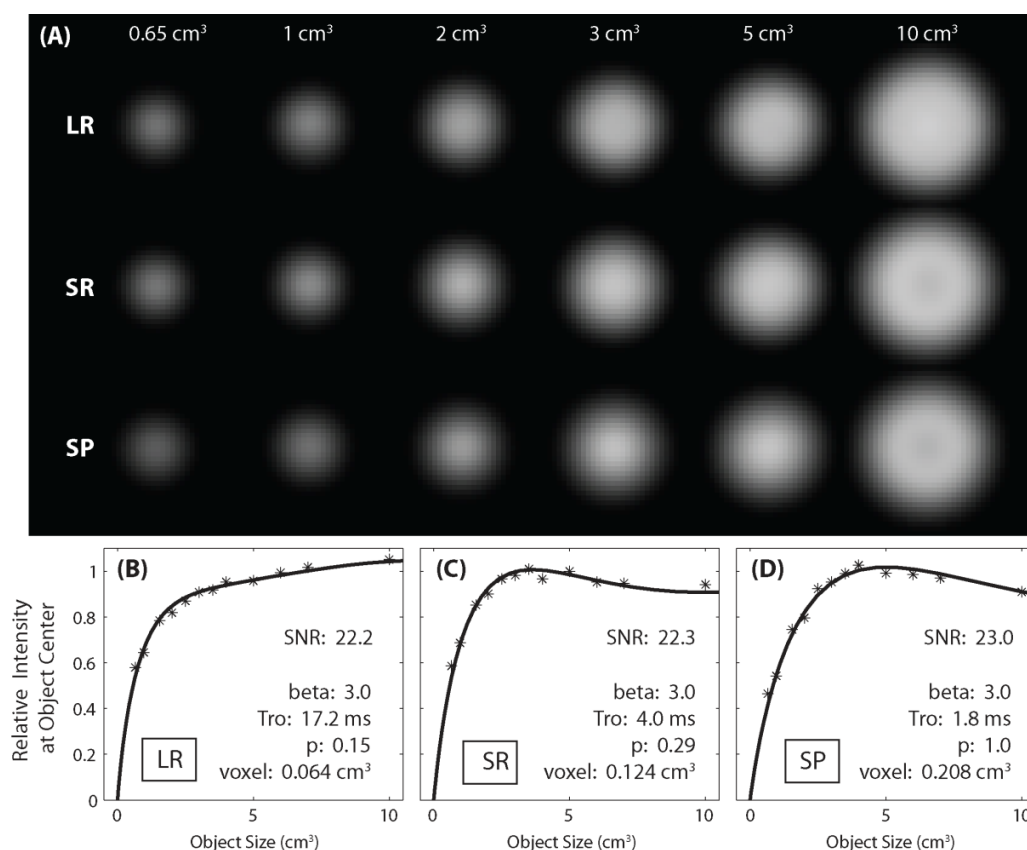 (A) 0.65 cm³ 1 cm³ 2 cm³ 3 cm³ 5 cm³ 10 cm³
LR
SR
SP
Relative Intensity
at Object Center
1
0.8
0.6
0.4
0.2
0
(B)
SNR: 22.2
beta: 3.0
Tro: 17.2 ms
p: 0.15
voxel: 0.064 cm³
LR
0 5 10
Object Size (cm³)
(C)
SNR: 22.3
beta: 3.0
Tro: 4.0 ms
p: 0.29
voxel: 0.124 cm³
SR
0 5 10
Object Size (cm³)
(D)
SNR: 23.0
beta: 3.0
Tro: 1.8 ms
p: 1.0
voxel: 0.208 cm³
SP
0 5 10
Object Size (cm³)